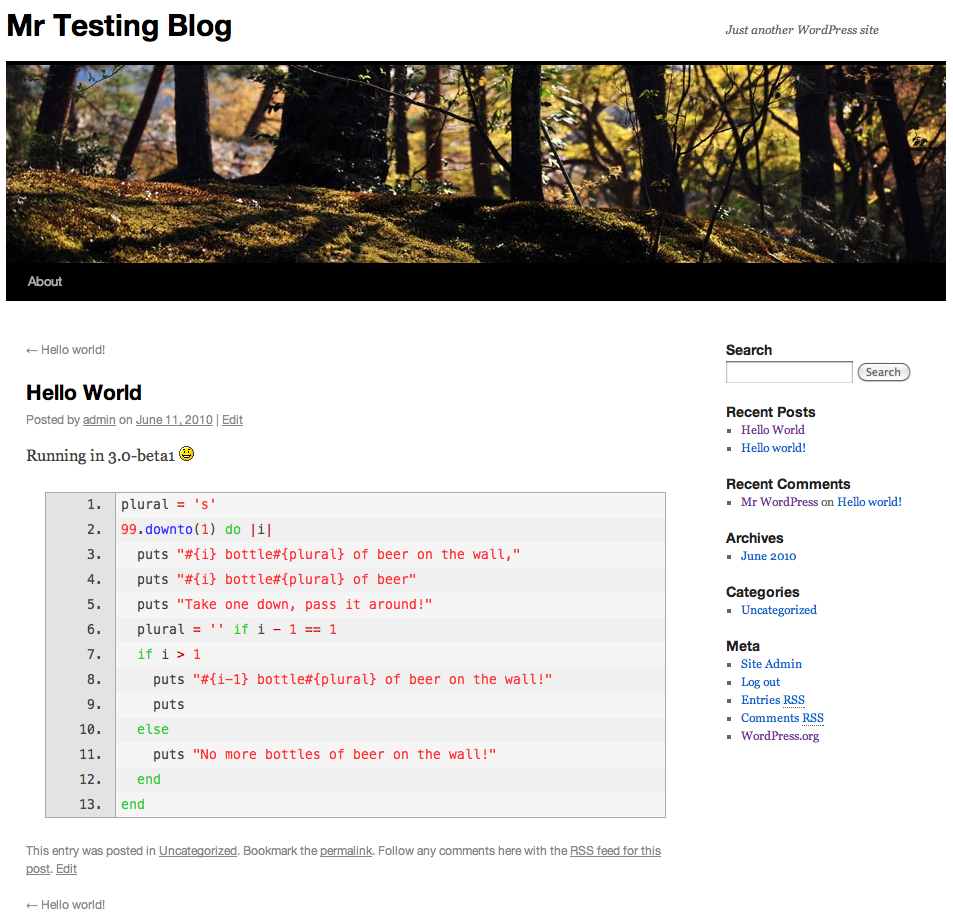 Mr Testing Blog
Just another WordPress site
About
← Hello world!
Hello World
Posted by admin on June 11, 2010 | Edit
Running in 3.0-beta1
1. plural = 's'
2. 99.downto(1) do |i|
3.   puts "#{i} bottle#{plural} of beer on the wall,"
4.   puts "#{i} bottle#{plural} of beer"
5.   puts "Take one down, pass it around!"
6.   plural = '' if i - 1 == 1
7.   if i > 1
8.     puts "#{i-1} bottle#{plural} of beer on the wall!"
9.     puts
10.   else
11.     puts "No more bottles of beer on the wall!"
12.   end
13. end
This entry was posted in Uncategorized. Bookmark the permalink. Follow any comments here with the RSS feed for this
post. Edit
← Hello world!
Search
Search
Recent Posts
Hello World
Hello world!
Recent Comments
Mr WordPress on Hello world!
Archives
June 2010
Categories
Uncategorized
Meta
Site Admin
Log out
Entries RSS
Comments RSS
WordPress.org